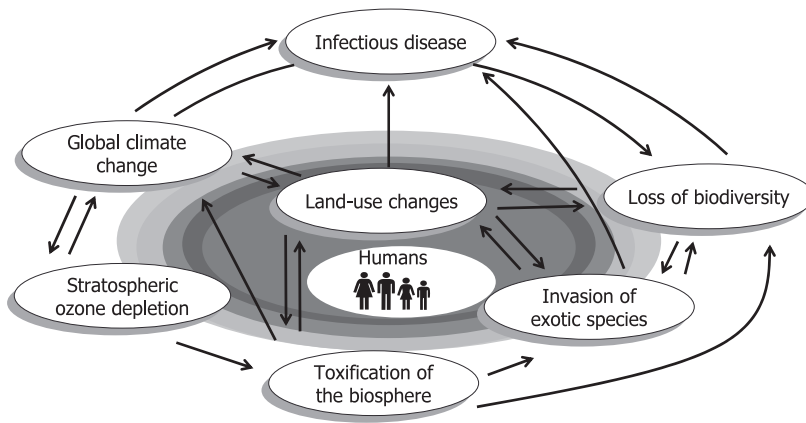 Infectious disease
Global climate
change
Land-use changes
Loss of biodiversity
Humans
Stratospheric
ozone depletion
Invasion of
exotic species
Toxification of
the biosphere